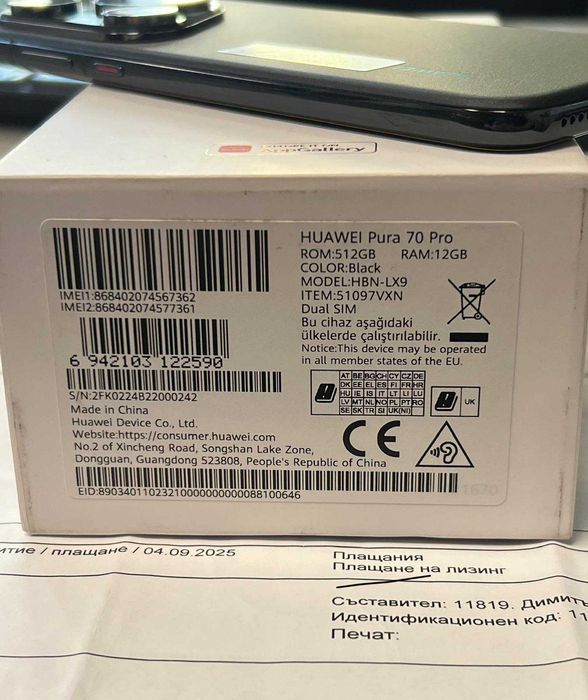 AppGallery
HUAWEI Pura 70 Pro
ROM:512GB RAM:12GB
COLOR:Black
MODEL:HBN-LX9
ITEM:51097VXN
Dual SIM
Bu cihaz aşağıdaki
ülkelerde çalıştırılabilir.
Notice:This device may be operated
in all member states of the EU.
IMEI1:868402074567362
IMEI2:868402074577361
6 942103 122590
S/N:2FK0224B22000242
Made in China
Huawei Device Co., Ltd.
Website:https://consumer.huawei.com
No.2 of Xincheng Road, Songshan Lake Zone,
Dongguan, Guangdong 523808, People's Republic of China
AT BE BG CH CY CZ DE
DK EE EL ES FI FR HR
HU IE IS IT LT LI LU
LV MT NL NO PL PT RO
SE SK TR SI UK(NI)
UK
CE
EID:89034011023210000000000088100646
1670
итие / плащане / 04.09.2025
Плащания
Плащане на лизинг
Съставител: 11819. Димит
Идентификационен код: 11
Печат: